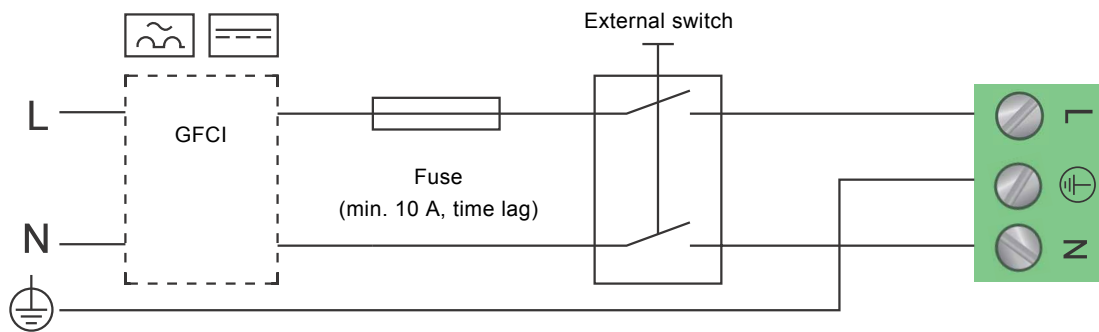 External switch
L
GFCI
Fuse
(min. 10 A, time lag)
N
L
N